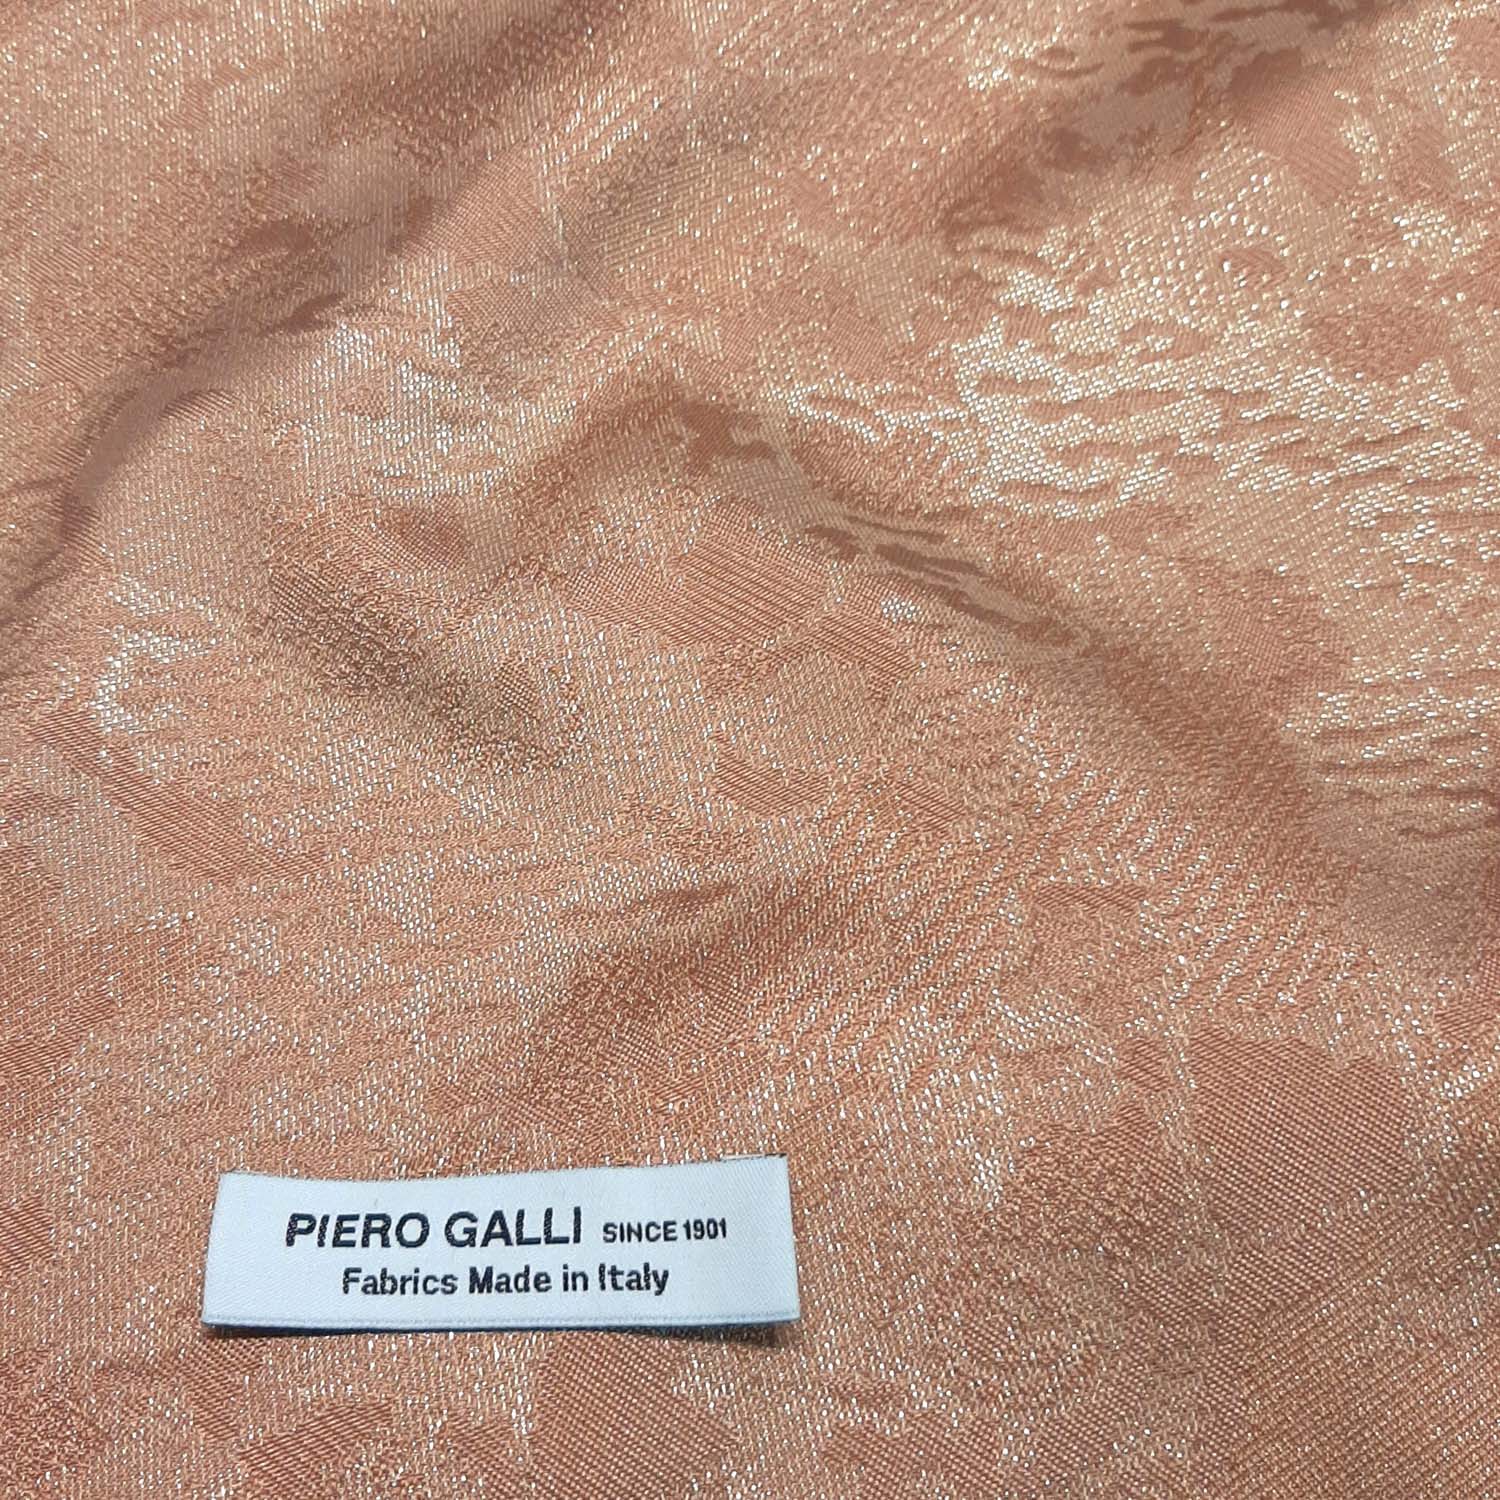 PIERO GALLI SINCE 1901
Fabrics Made in Italy